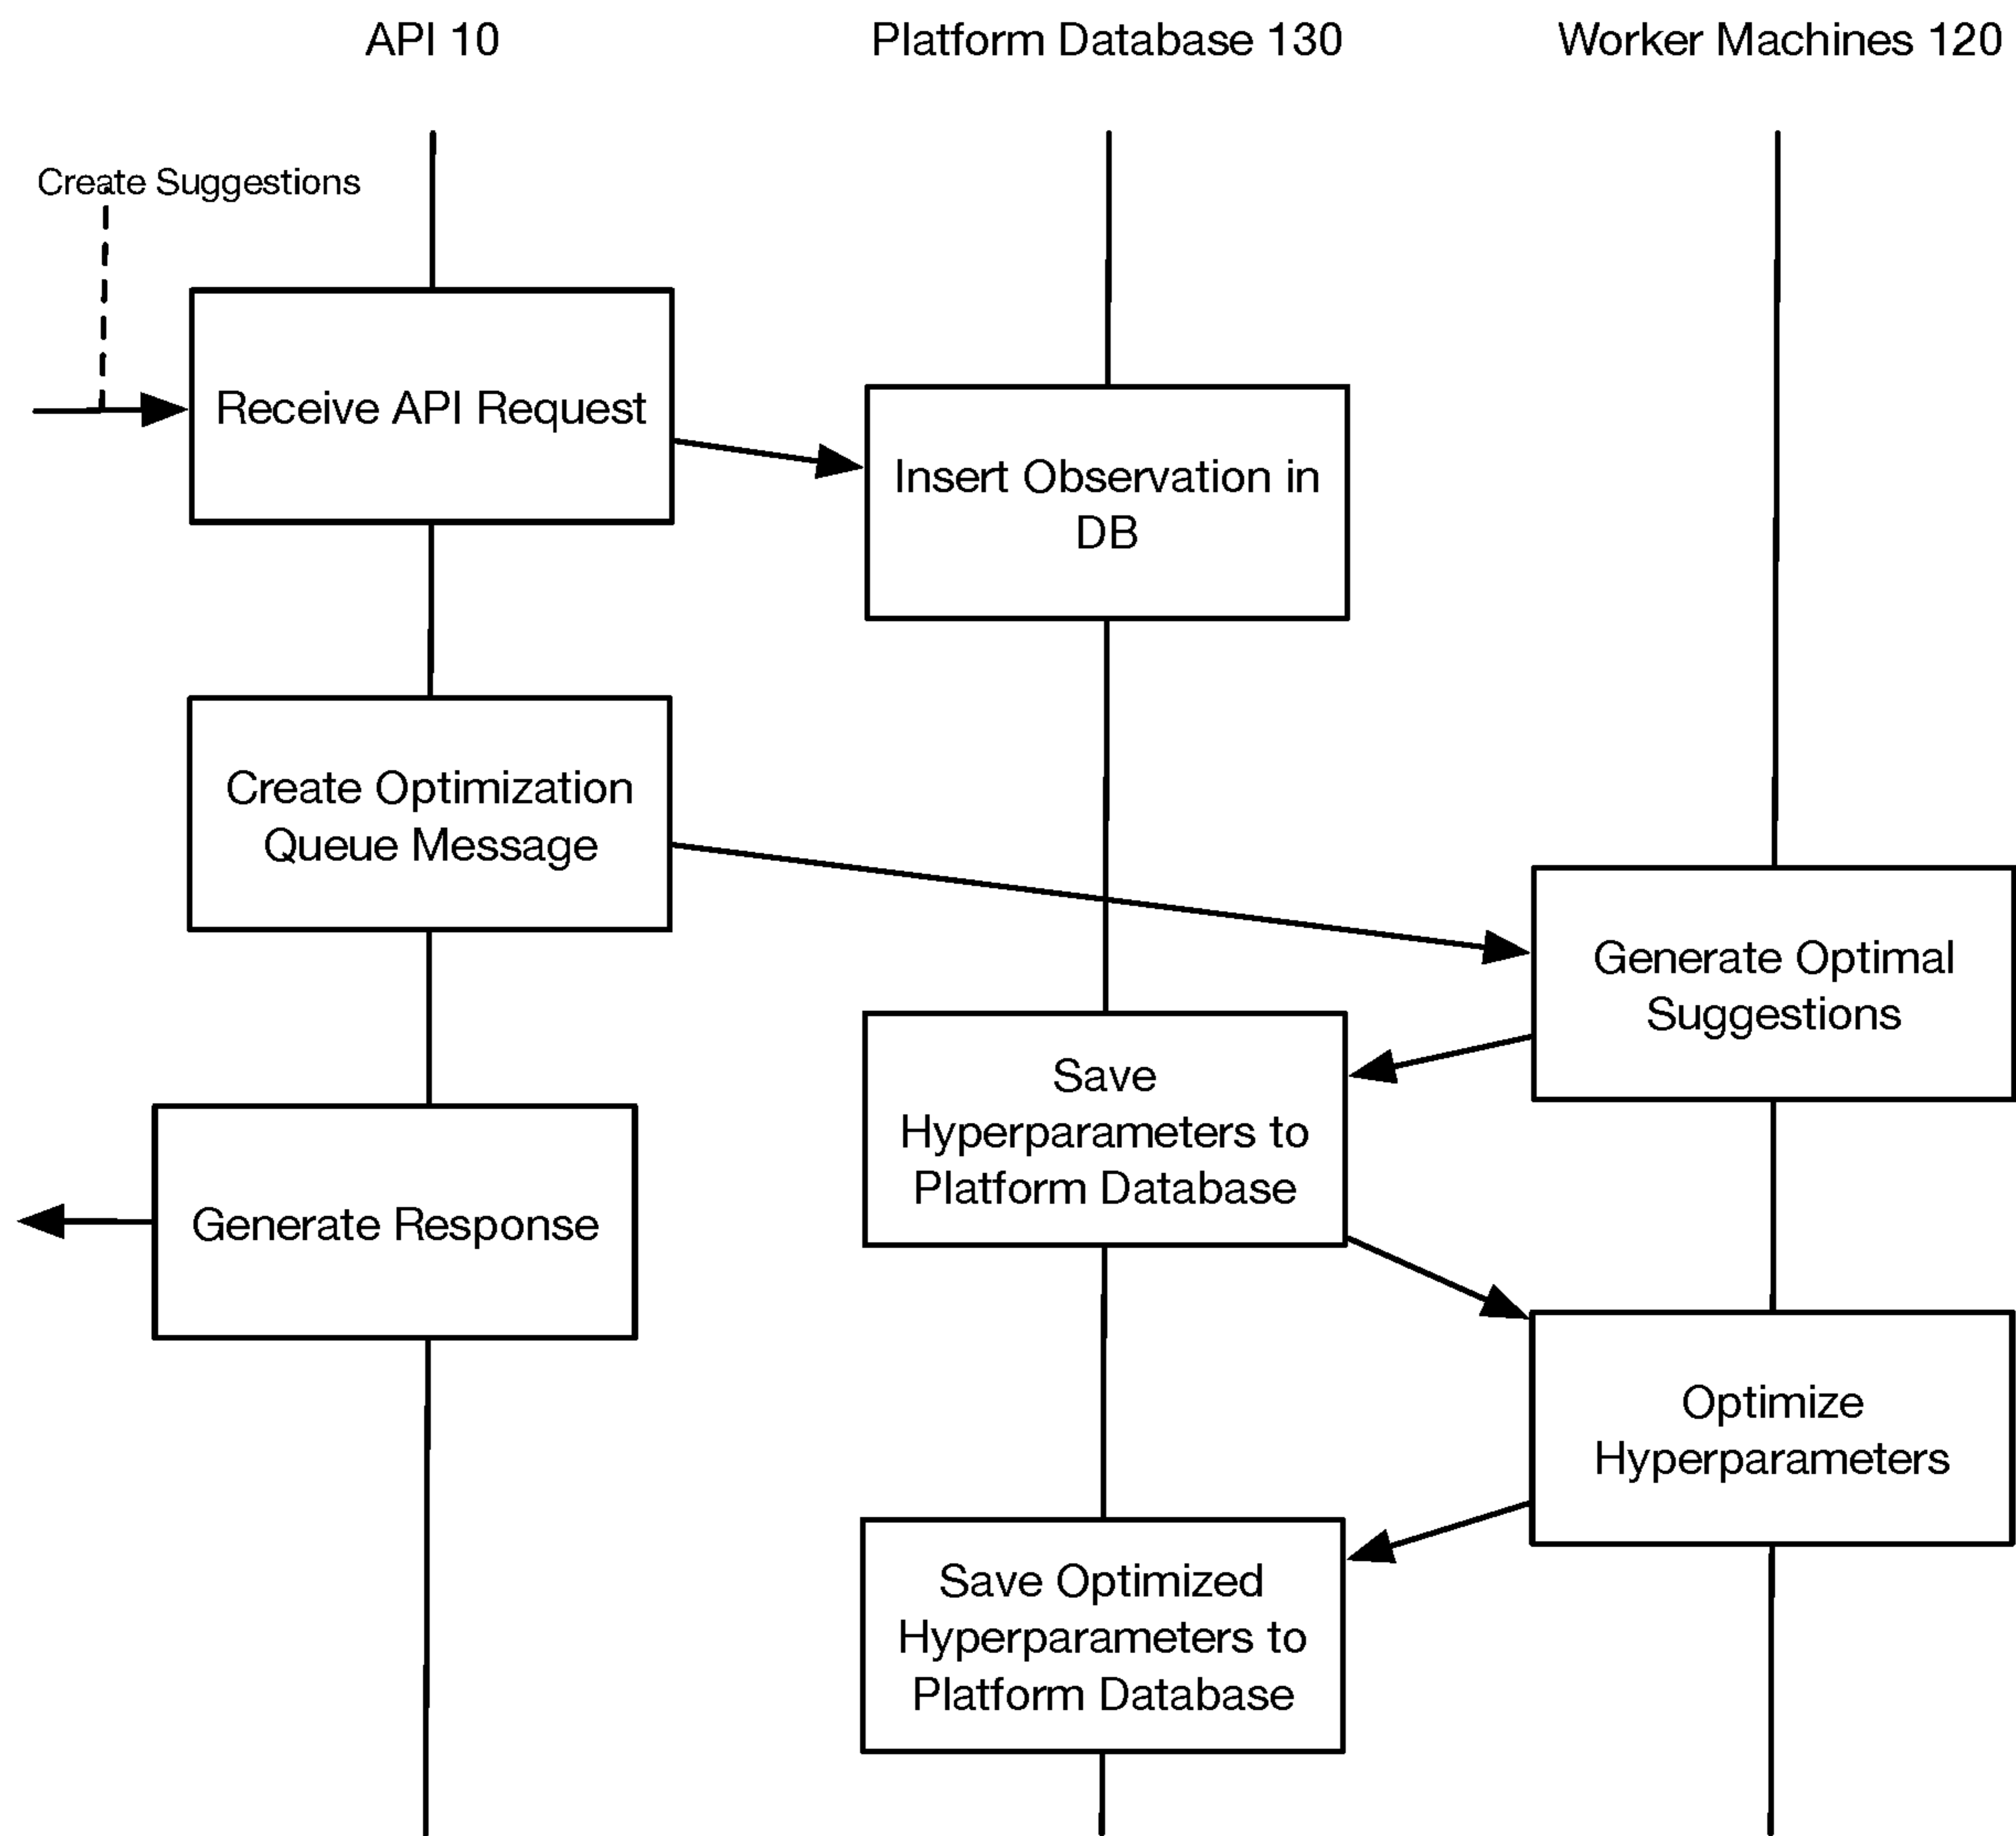 API 10
Platform Database 130
Worker Machines 120
Create Suggestions
Receive API Request
Insert Observation in
DB
Create Optimization
Queue Message
Generate Optimal
Suggestions
Save
Hyperparameters to
Platform Database
Generate Response
Optimize
Hyperparameters
Save Optimized
Hyperparameters to
Platform Database